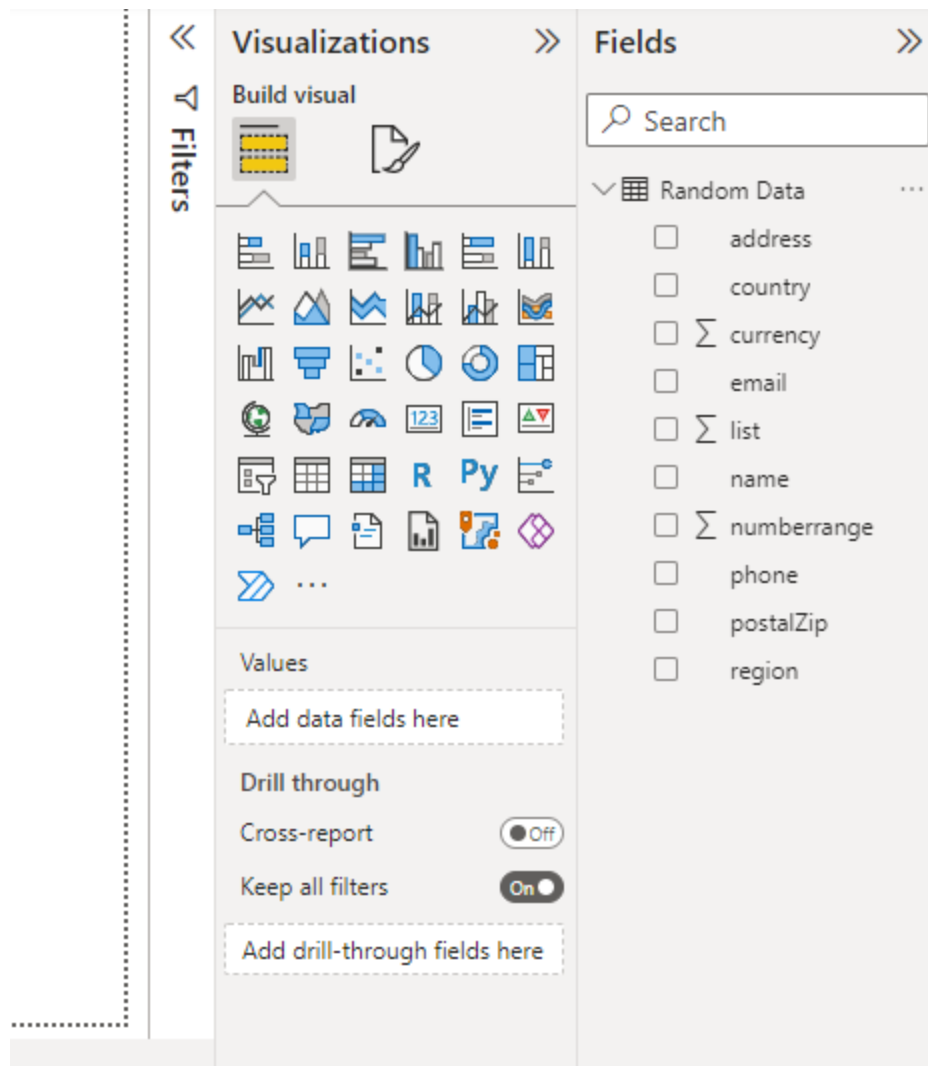 Filters
Visualizations
Build visual
123
R
Py
...
Values
Add data fields here
Drill through
Cross-report
Off
Keep all filters
On
Add drill-through fields here
Fields
Search
Random Data
...
address
country
∑ currency
email
∑ list
name
∑ numberrange
phone
postalZip
region